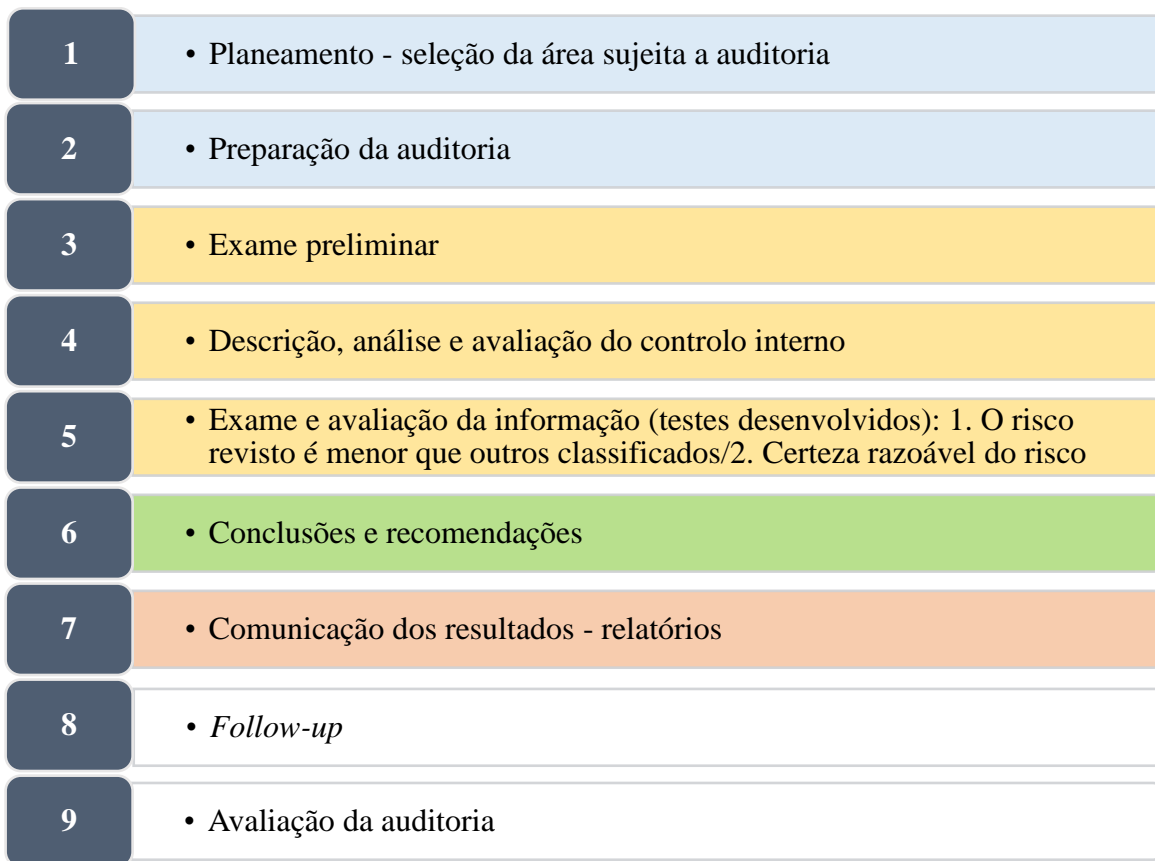 1
• Planeamento - seleção da área sujeita a auditoria
2
• Preparação da auditoria
3
• Exame preliminar
4
• Descrição, análise e avaliação do controlo interno
5
• Exame e avaliação da informação (testes desenvolvidos): 1. O risco
revisto é menor que outros classificados/2. Certeza razoável do risco
6
• Conclusões e recomendações
7
• Comunicação dos resultados - relatórios
8
• Follow-up
9
• Avaliação da auditoria